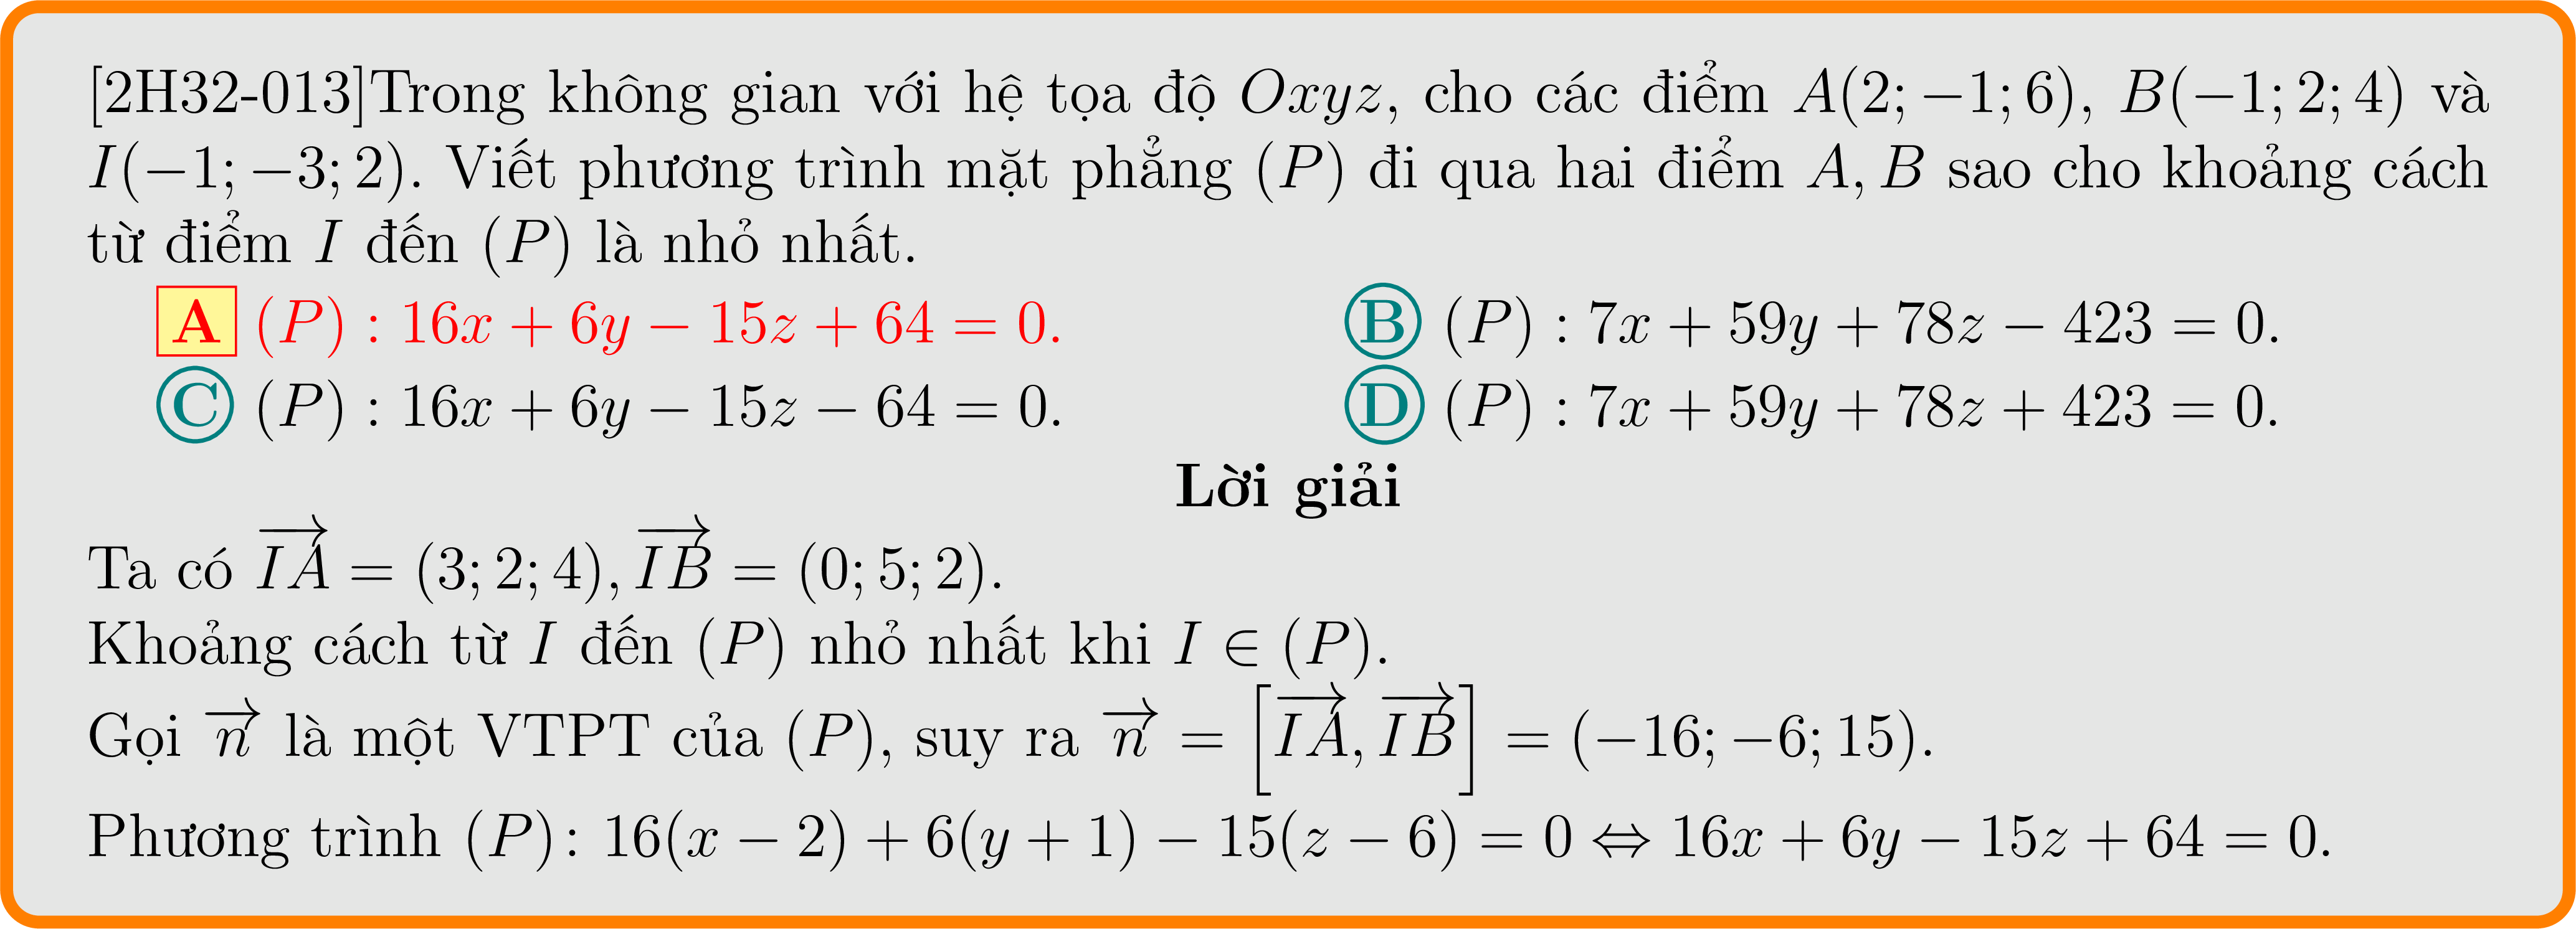 [2H32-013]Trong không gian với hệ tọa độ Oxyz, cho các điểm A(2; −1; 6), B(−1; 2; 4) và
I(−1; −3; 2). Viết phương trình mặt phẳng (P) đi qua hai điểm A, B sao cho khoảng cách
từ điểm I đến (P) là nhỏ nhất.
A (P) : 16x + 6y − 15z + 64 = 0. B (P) : 7x + 59y + 78z − 423 = 0.
C (P) : 16x + 6y − 15z − 64 = 0. D (P) : 7x + 59y + 78z + 423 = 0.
Lời giải
Ta có \overrightarrow{IA} = (3; 2; 4), \overrightarrow{IB} = (0; 5; 2).
Khoảng cách từ I đến (P) nhỏ nhất khi I ∈ (P).
Gọi \overrightarrow{n} là một VTPT của (P), suy ra \overrightarrow{n} = [\overrightarrow{IA}, \overrightarrow{IB}] = (−16; −6; 15).
Phương trình (P): 16(x − 2) + 6(y + 1) − 15(z − 6) = 0 ⇔ 16x + 6y − 15z + 64 = 0.